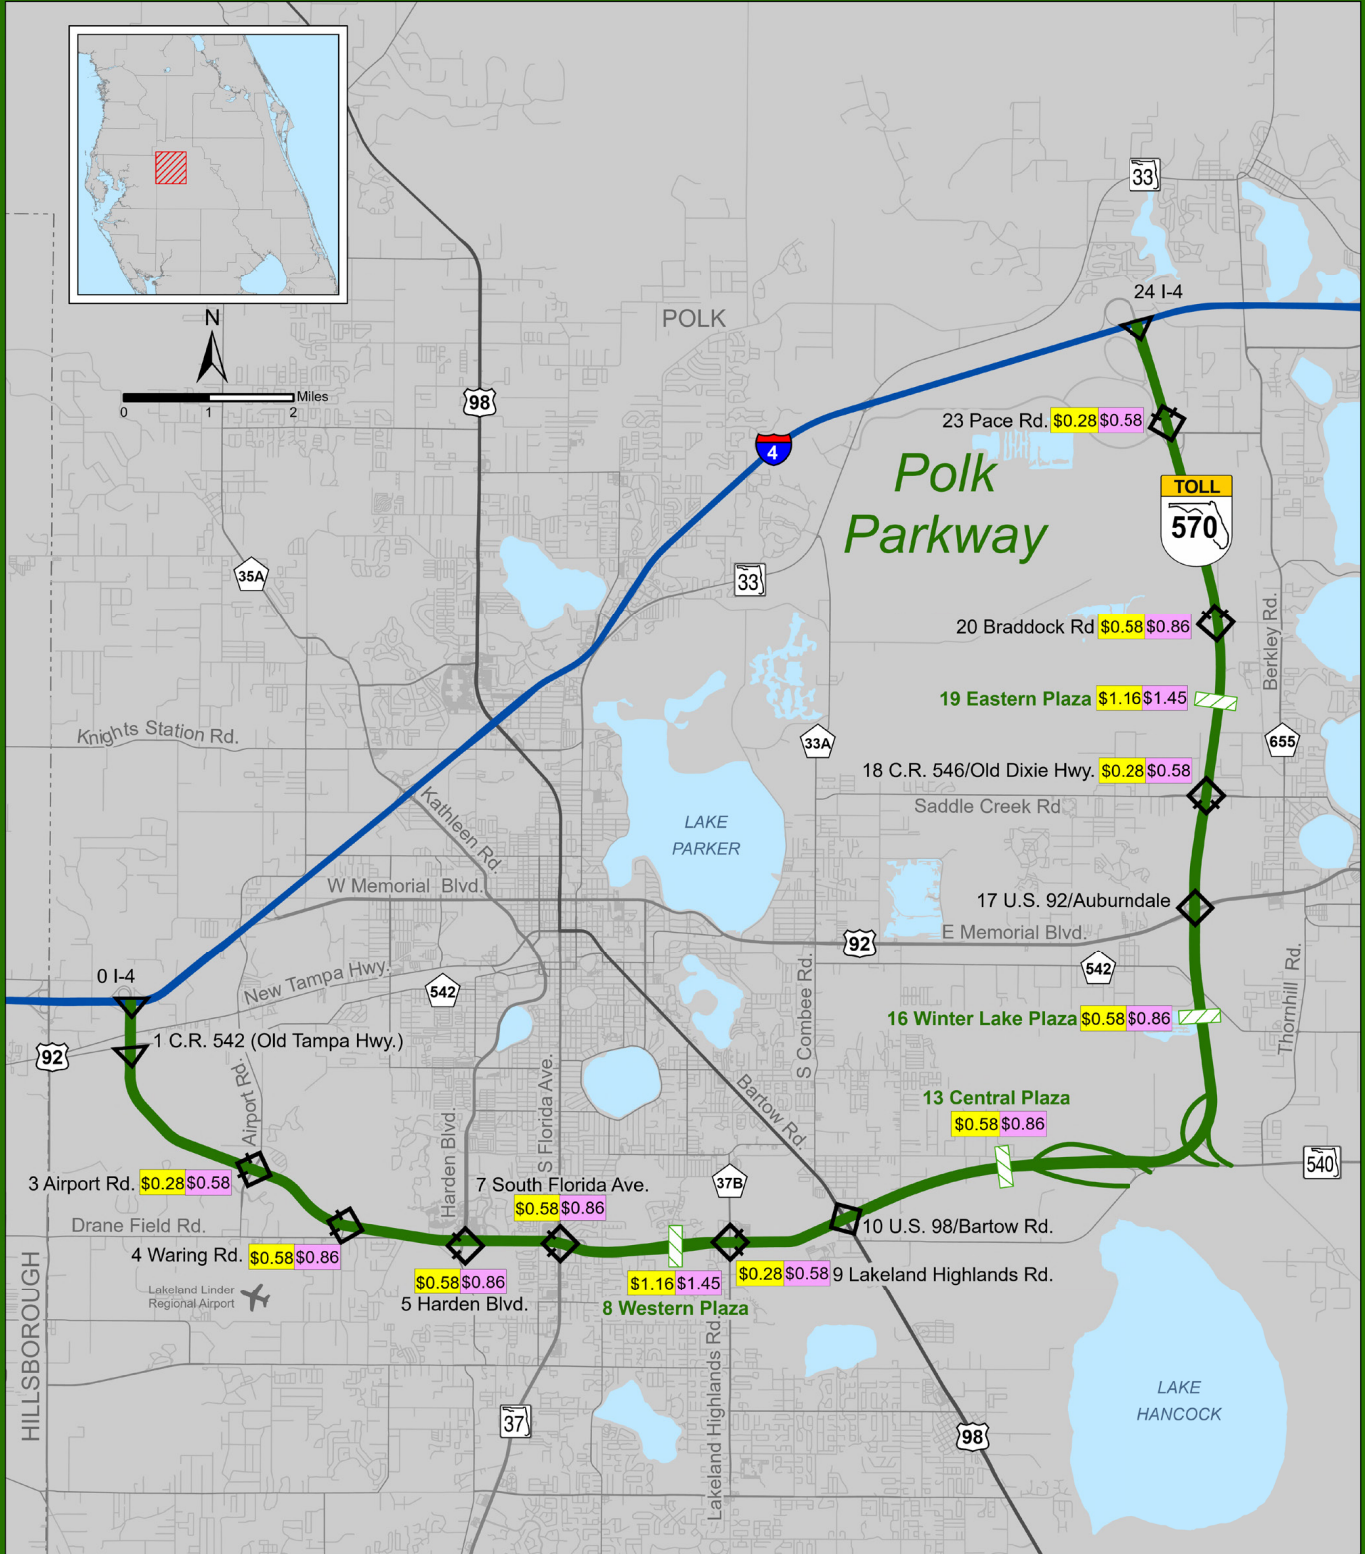 33
24 I-4
N
POLK
Miles
0 1 2
98
4
23 Pace Rd. $0.28 $0.58
Polk
Parkway
TOLL
570
35A
33
20 Braddock Rd $0.58 $0.86
Berkley Rd.
19 Eastern Plaza $1.16 $1.45
Knights Station Rd.
33A
655
18 C.R. 546/Old Dixie Hwy. $0.28 $0.58
Saddle Creek Rd
Kathleen Rd.
LAKE
PARKER
W Memorial Blvd.
17 U.S. 92/Auburndale
E Memorial Blvd.
92
542
0 I-4
New Tampa Hwy.
542
S Combee Rd.
Thornhill Rd.
16 Winter Lake Plaza $0.58 $0.86
1 C.R. 542 (Old Tampa Hwy.)
92
Airport Rd.
Harden Blvd.
S Florida Ave.
Bartow Rd.
13 Central Plaza
$0.58 $0.86
540
3 Airport Rd. $0.28 $0.58
7 South Florida Ave.
$0.58 $0.86
37B
Drane Field Rd.
10 U.S. 98/Bartow Rd.
4 Waring Rd. $0.58 $0.86
$0.58 $0.86
5 Harden Blvd.
$1.16 $1.45
8 Western Plaza
$0.28 $0.58 9 Lakeland Highlands Rd.
Lakeland Linder
Regional Airport
HILLSBOROUGH
Lakeland Highlands Rd.
37
LAKE
HANCOCK
98